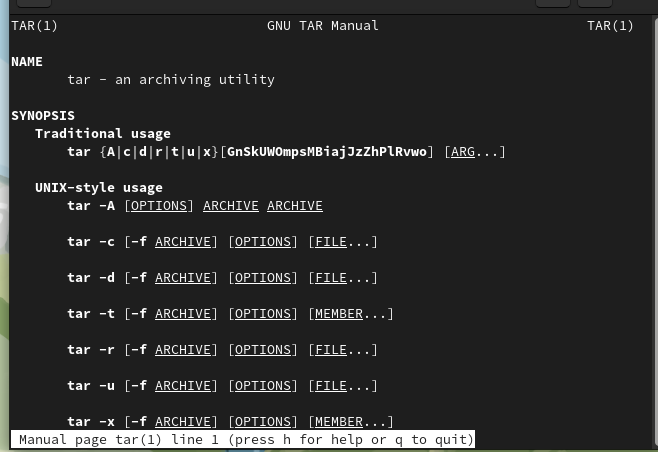 TAR(1) GNU TAR Manual TAR(1)
NAME
tar - an archiving utility
SYNOPSIS
Traditional usage
tar {A|c|d|r|t|u|x}[GnSkUWOmpsMBiajJzZhPlRvwo] [ARG...]
UNIX-style usage
tar -A [OPTIONS] ARCHIVE ARCHIVE
tar -c [-f ARCHIVE] [OPTIONS] [FILE...]
tar -d [-f ARCHIVE] [OPTIONS] [FILE...]
tar -t [-f ARCHIVE] [OPTIONS] [MEMBER...]
tar -r [-f ARCHIVE] [OPTIONS] [FILE...]
tar -u [-f ARCHIVE] [OPTIONS] [FILE...]
tar -x [-f ARCHIVE] [OPTIONS] [MEMBER...]
Manual page tar(1) line 1 (press h for help or q to quit)